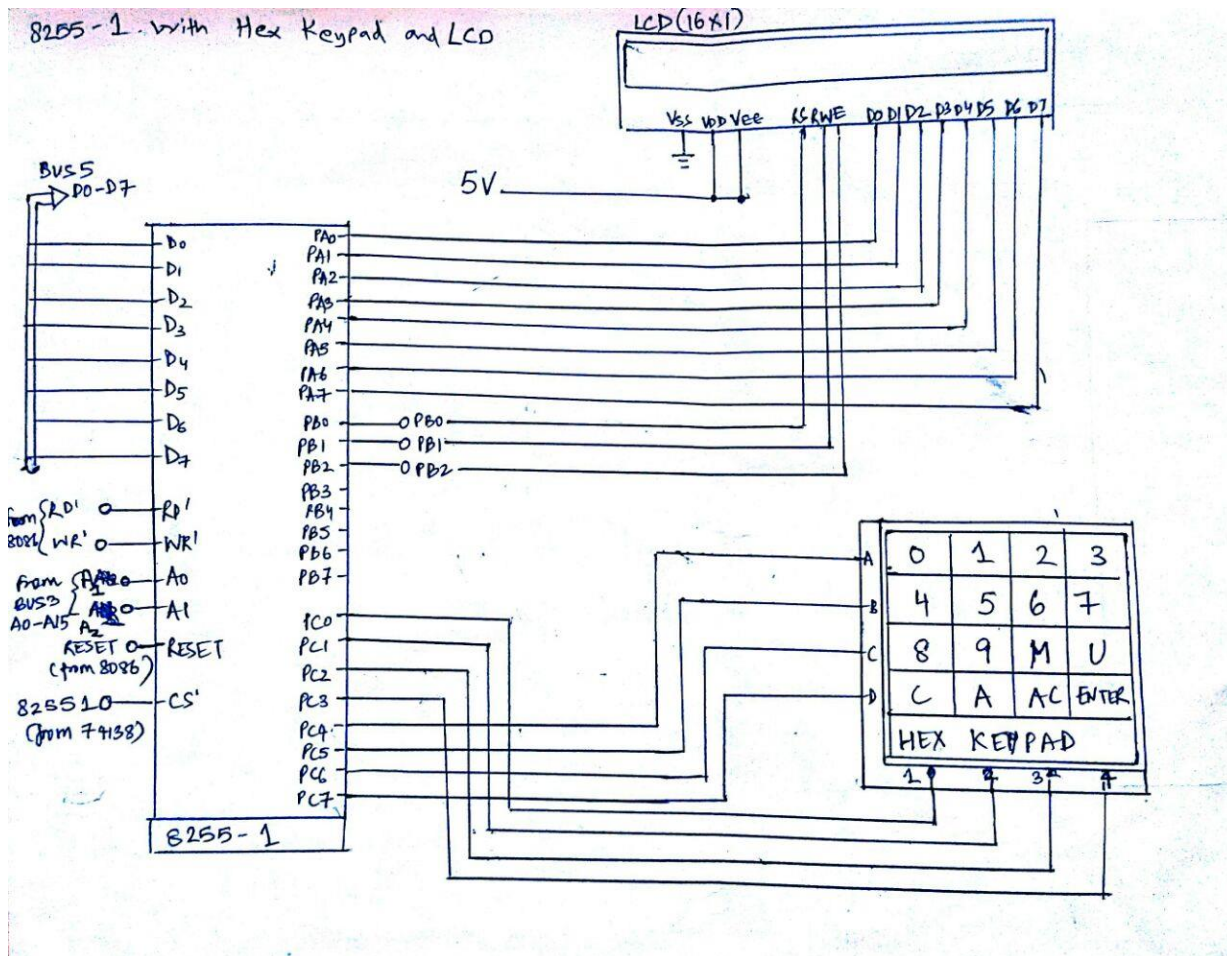 8255-1. with Hex Keypad and LCD
LCD(16X1)
Vss VDD Vee RS RWE D0 D1 D2 D3 D4 D5 D6 D7
BUS5
D0-D7
5V
D0
D1
D2
D3
D4
D5
D6
D7
from 8086 { RD'
WR'
RD'
WR'
From BUS3 A0-A15 {
A1
A2
A0
A1
RESET
(from 8086)
RESET
82551
(from 74138)
CS'
PA0
PA1
PA2
PA3
PA4
PA5
PA6
PA7
PB0
PB1
PB2
PB3
PB4
PB5
PB6
PB7
PB0
PB1
PB2
PC0
PC1
PC2
PC3
PC4
PC5
PC6
PC7
8255-1
A 0 1 2 3
B 4 5 6 7
C 8 9 M U
D C A AC ENTER
HEX KEYPAD
1 2 3 4